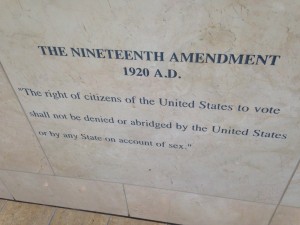 THE NINETEENTH AMENDMENT
1920 A.D.
"The right of citizens of the United States to vote
shall not be denied or abridged by the United States
or by any State on account of sex."